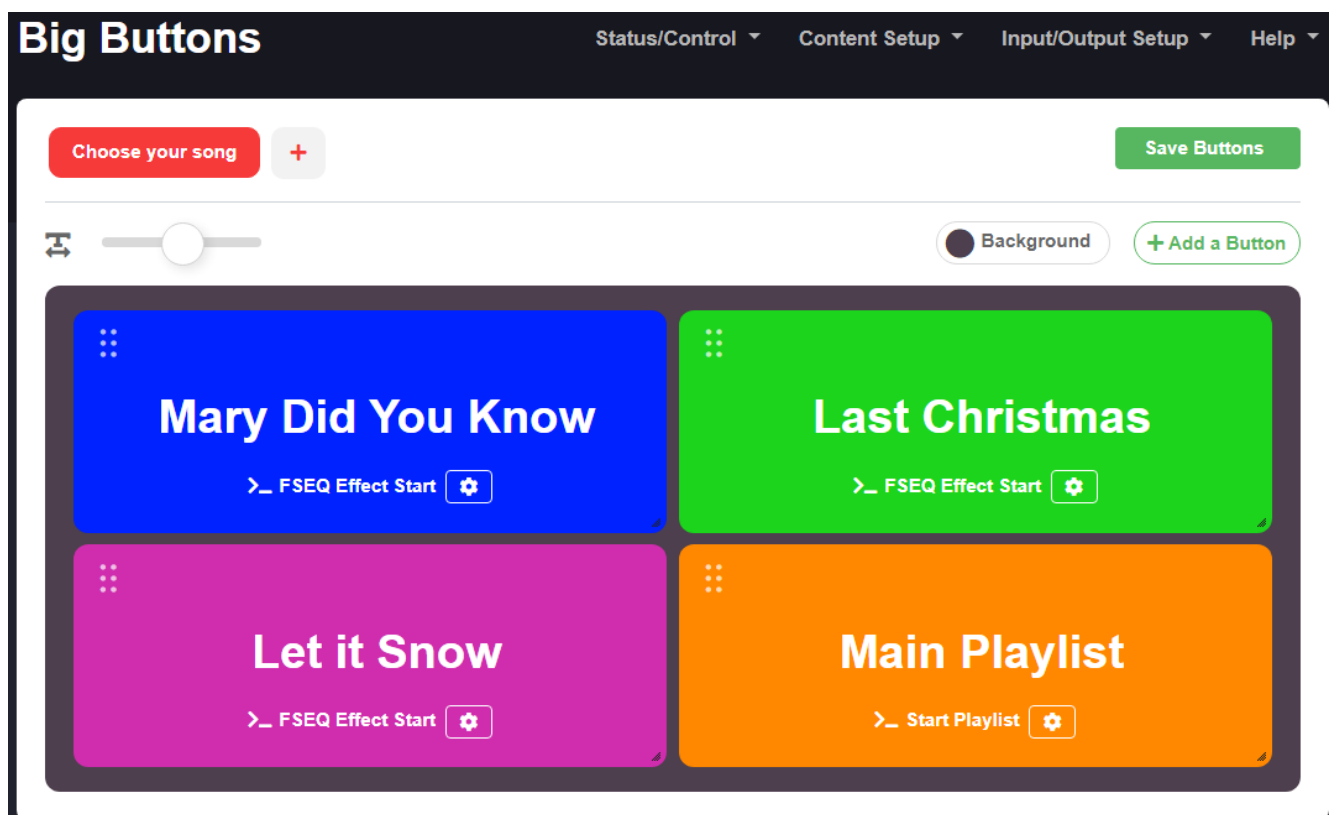 Big Buttons
Status/Control
Content Setup
Input/Output Setup
Help
Choose your song
+
Save Buttons
Background
+ Add a Button
Mary Did You Know
>_ FSEQ Effect Start
Last Christmas
>_ FSEQ Effect Start
Let it Snow
>_ FSEQ Effect Start
Main Playlist
>_ Start Playlist